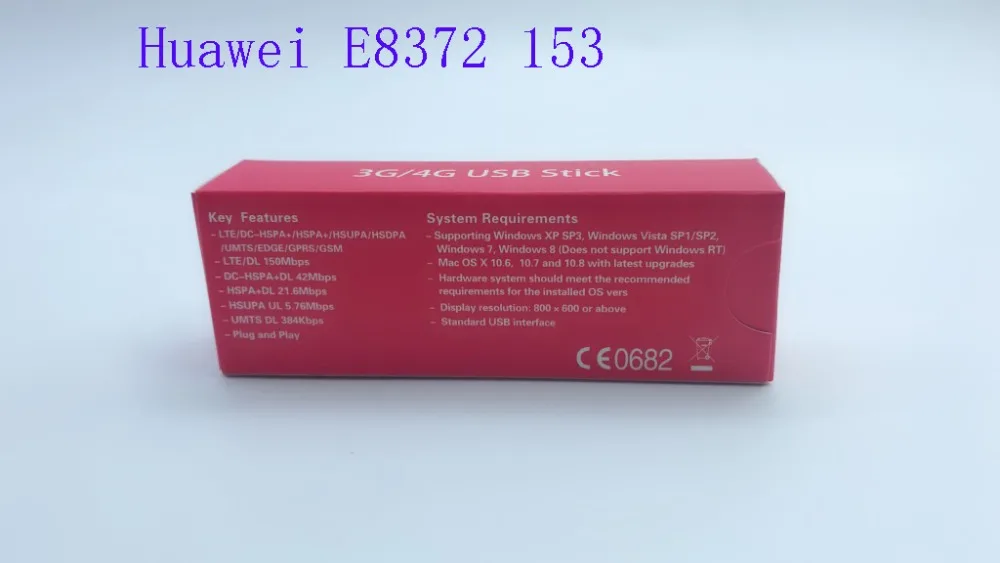 Huawei E8372 153
3G/4G USB Stick
Key Features
– LTE/DC-HSPA+/HSPA+/HSUPA/HSDPA
/UMTS/EDGE/GPRS/GSM
– LTE/DL 150Mbps
– DC-HSPA+DL 42Mbps
– HSPA+DL 21.6Mbps
– HSUPA UL 5.76Mbps
– UMTS DL 384Kbps
– Plug and Play
System Requirements
– Supporting Windows XP SP3, Windows Vista SP1/SP2,
Windows 7, Windows 8 (Does not support Windows RT)
– Mac OS X 10.6, 10.7 and 10.8 with latest upgrades
– Hardware system should meet the recommended
requirements for the installed OS vers
– Display resolution: 800 × 600 or above
– Standard USB interface
CE0682